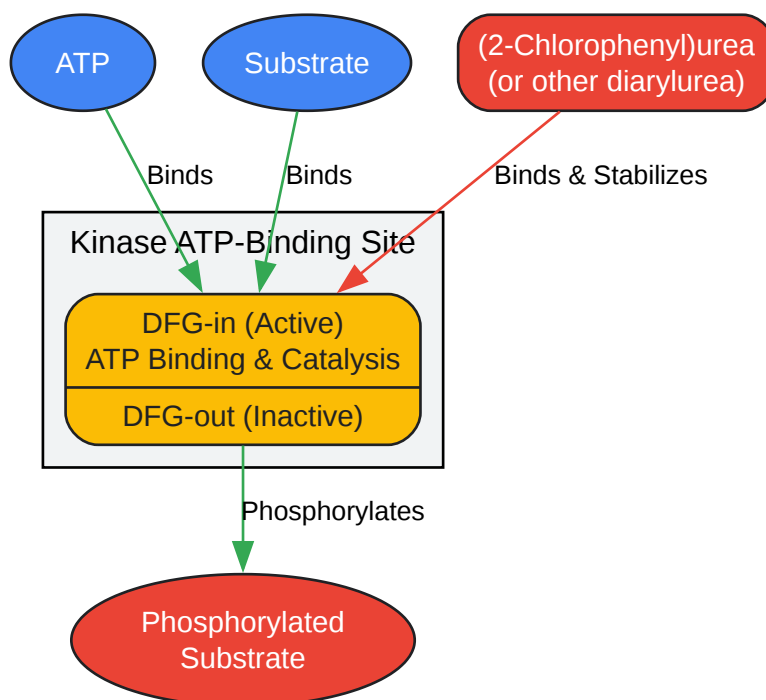 ATP
Substrate
(2-Chlorophenyl)urea
(or other diarylurea)
Binds
Binds
Binds & Stabilizes
Kinase ATP-Binding Site
DFG-in (Active)
ATP Binding & Catalysis
DFG-out (Inactive)
Phosphorylates
Phosphorylated
Substrate